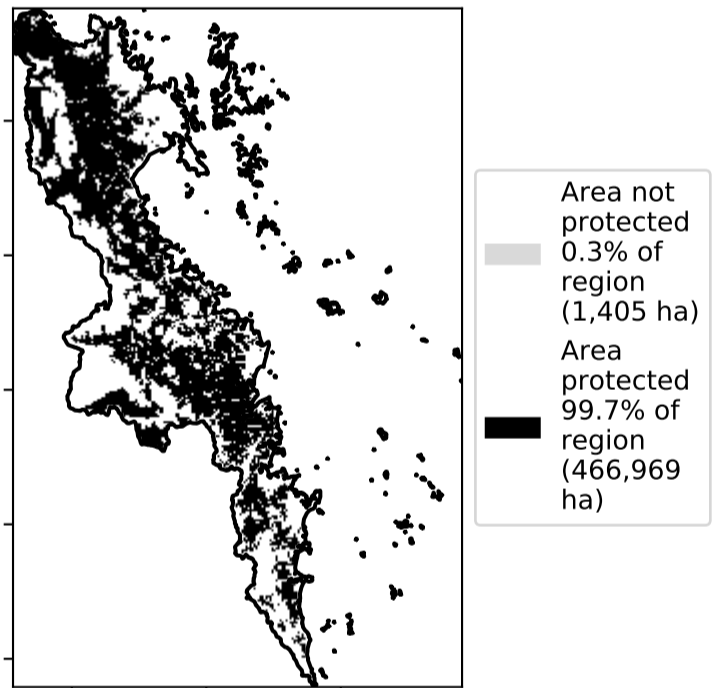 Area not
protected
0.3% of
region
(1,405 ha)
Area
protected
99.7% of
region
(466,969
ha)